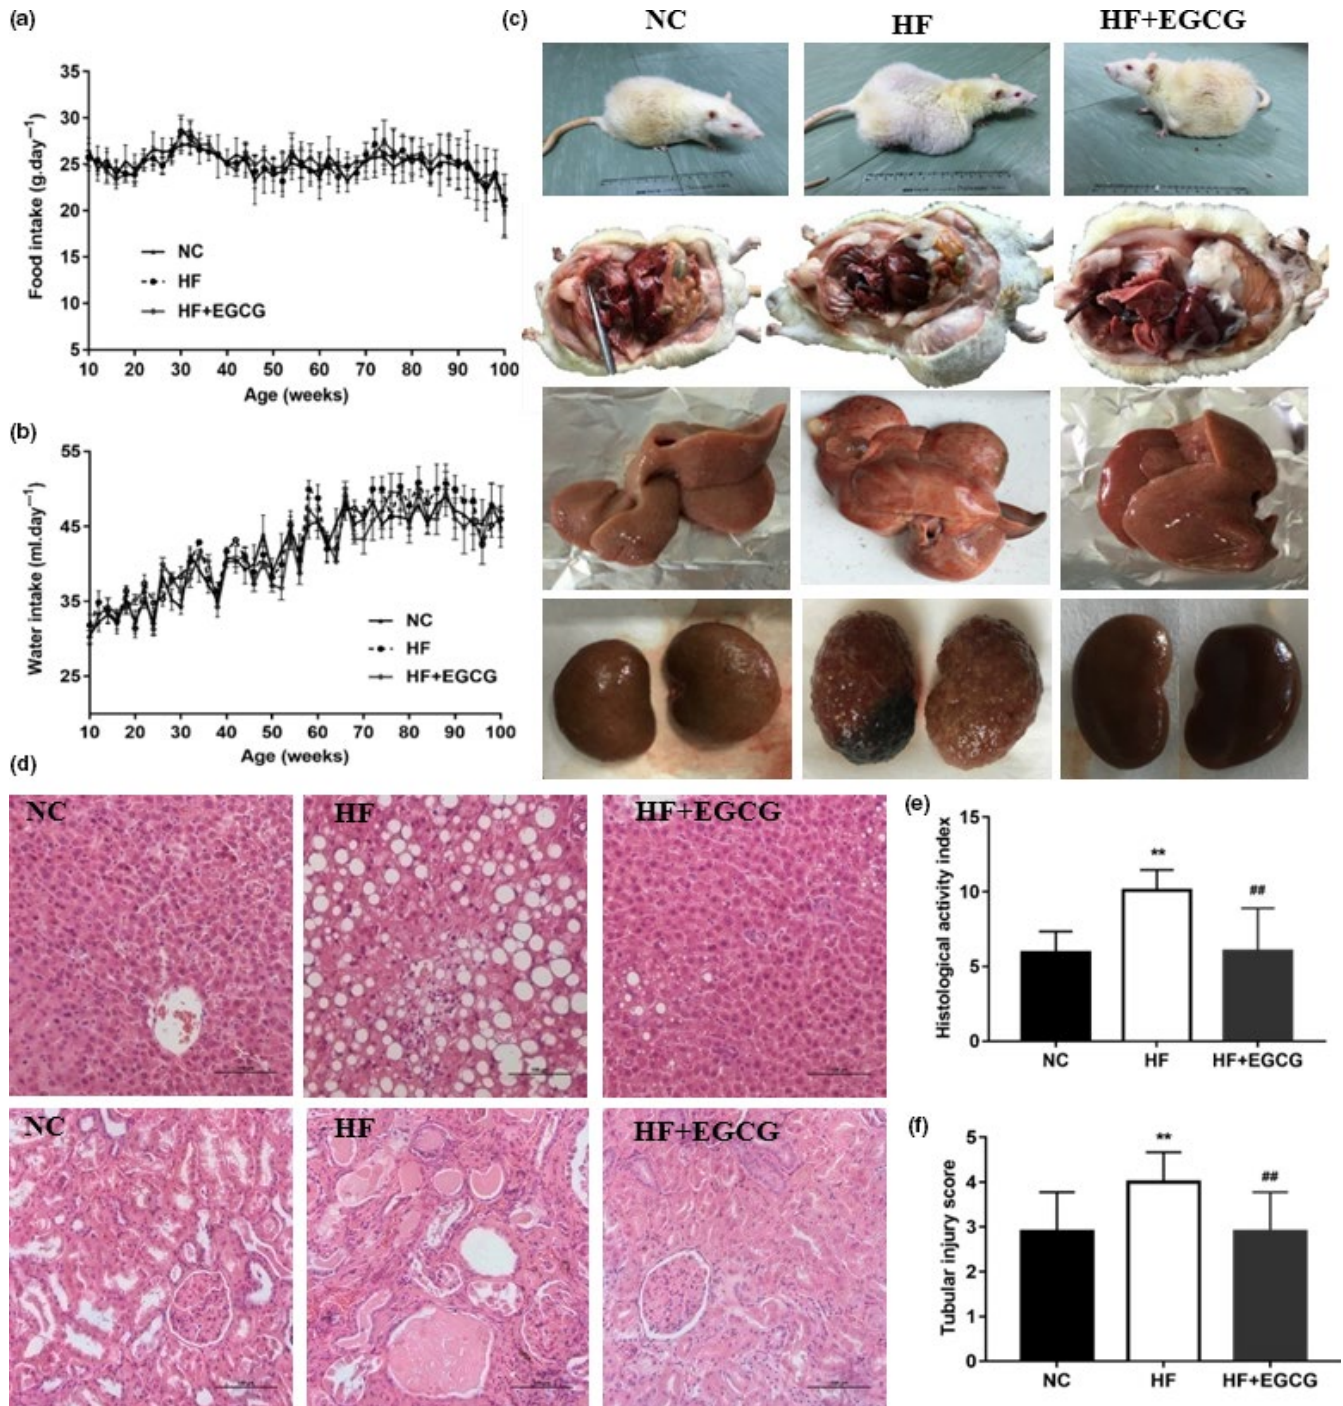 (a)
35
30
25
20
15
10
5
Food intake (g.day⁻¹)
NC
HF
HF+EGCG
10 20 30 40 50 60 70 80 90 100
Age (weeks)
(b)
55
45
35
25
Water intake (ml.day⁻¹)
NC
HF
HF+EGCG
10 20 30 40 50 60 70 80 90 100
Age (weeks)
(c)
NC HF HF+EGCG
(d)
NC HF HF+EGCG
NC HF HF+EGCG
(e)
15
10
5
0
Histological activity index
**
##
NC HF HF+EGCG
(f)
5
4
3
2
1
0
Tubular injury score
**
##
NC HF HF+EGCG